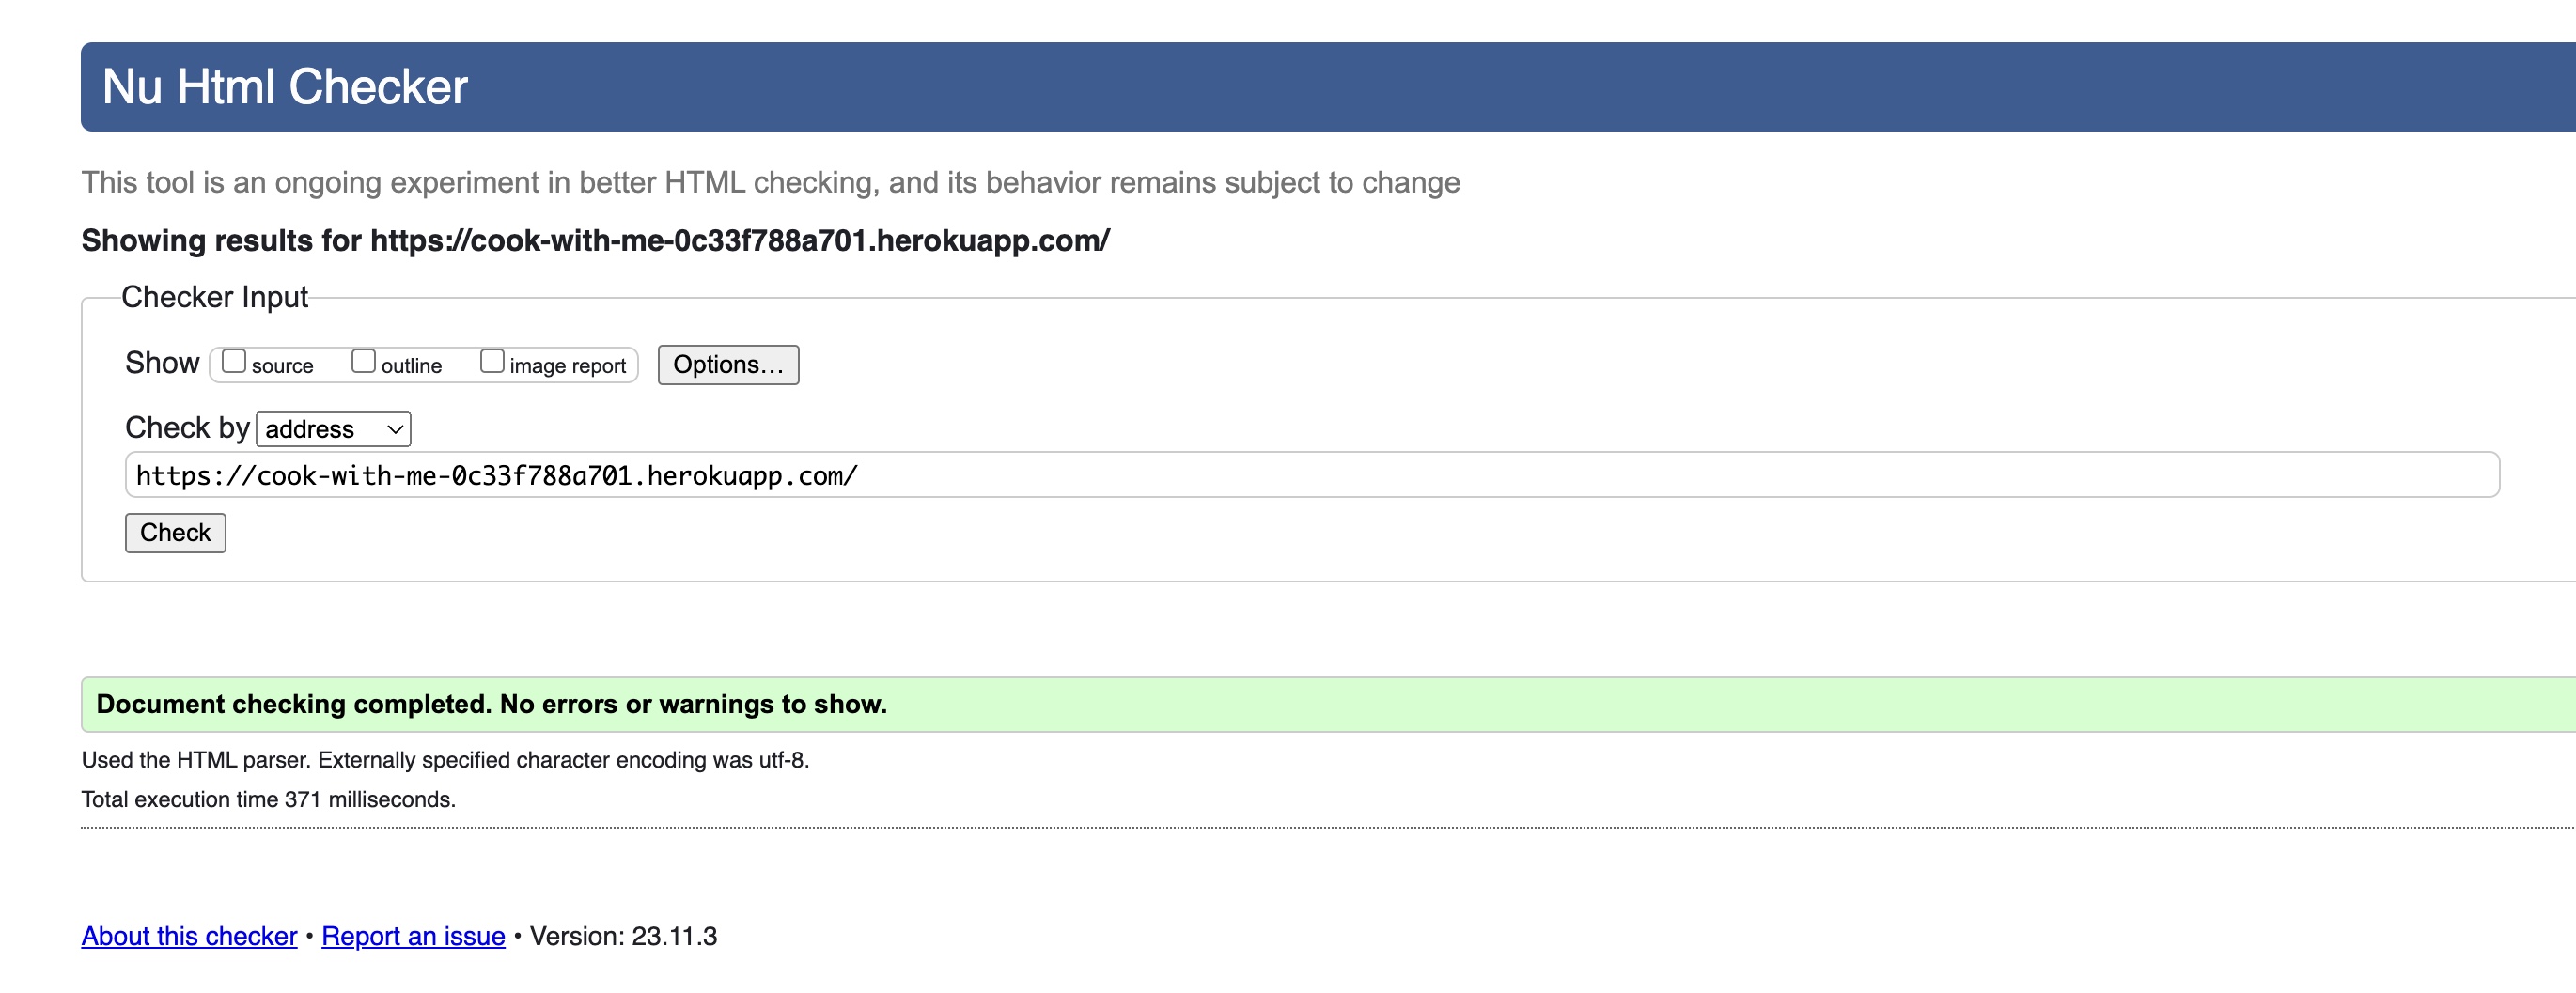 Nu Html Checker
This tool is an ongoing experiment in better HTML checking, and its behavior remains subject to change
Showing results for https://cook-with-me-0c33f788a701.herokuapp.com/
Checker Input
Show source outline image report Options...
Check by address
https://cook-with-me-0c33f788a701.herokuapp.com/
Check
Document checking completed. No errors or warnings to show.
Used the HTML parser. Externally specified character encoding was utf-8.
Total execution time 371 milliseconds.
About this checker • Report an issue • Version: 23.11.3